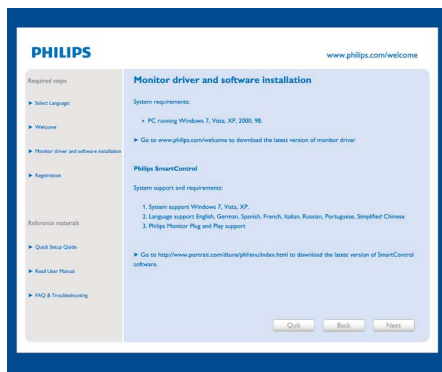 PHILIPS
www.philips.com/welcome
Required steps
Select Language:
Welcome
Monitor driver and software installation
Registration
Reference materials
Quick Setup Guide
Read User Manual
FAQ & Troubleshooting
Monitor driver and software installation
System requirements:
• PC running Windows 7, Vista, XP, 2000, 98.
Go to www.philips.com/welcome to download the latest version of monitor driver
Philips SmartControl
System support and requirements:
1. System support Windows 7, Vista, XP.
2. Language support English, German, Spanish, French, Italian, Russian, Portuguese, Simplified Chinese
3. Philips Monitor Plug and Play support
Go to http://www.portrait.com/dtune/phl/enu/index.html to download the latest version of SmartControl
software.
Quit
Back
Next